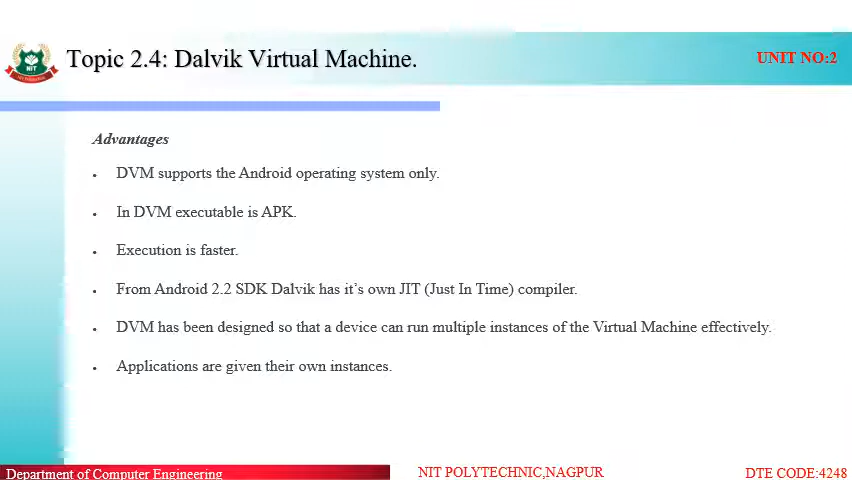 Topic 2.4: Dalvik Virtual Machine.
UNIT NO:2
NIT
Advantages
• DVM supports the Android operating system only.
• In DVM executable is APK.
• Execution is faster.
• From Android 2.2 SDK Dalvik has it’s own JIT (Just In Time) compiler.
• DVM has been designed so that a device can run multiple instances of the Virtual Machine effectively.
• Applications are given their own instances.
Department of Computer Engineering
NIT POLYTECHNIC,NAGPUR
DTE CODE:4248